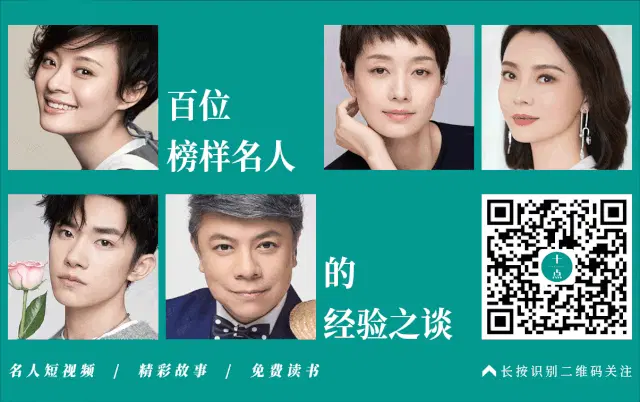 百位
榜样名人
的
经验之谈
十点
名人短视频 / 精彩故事 / 免费读书
长按识别二维码关注